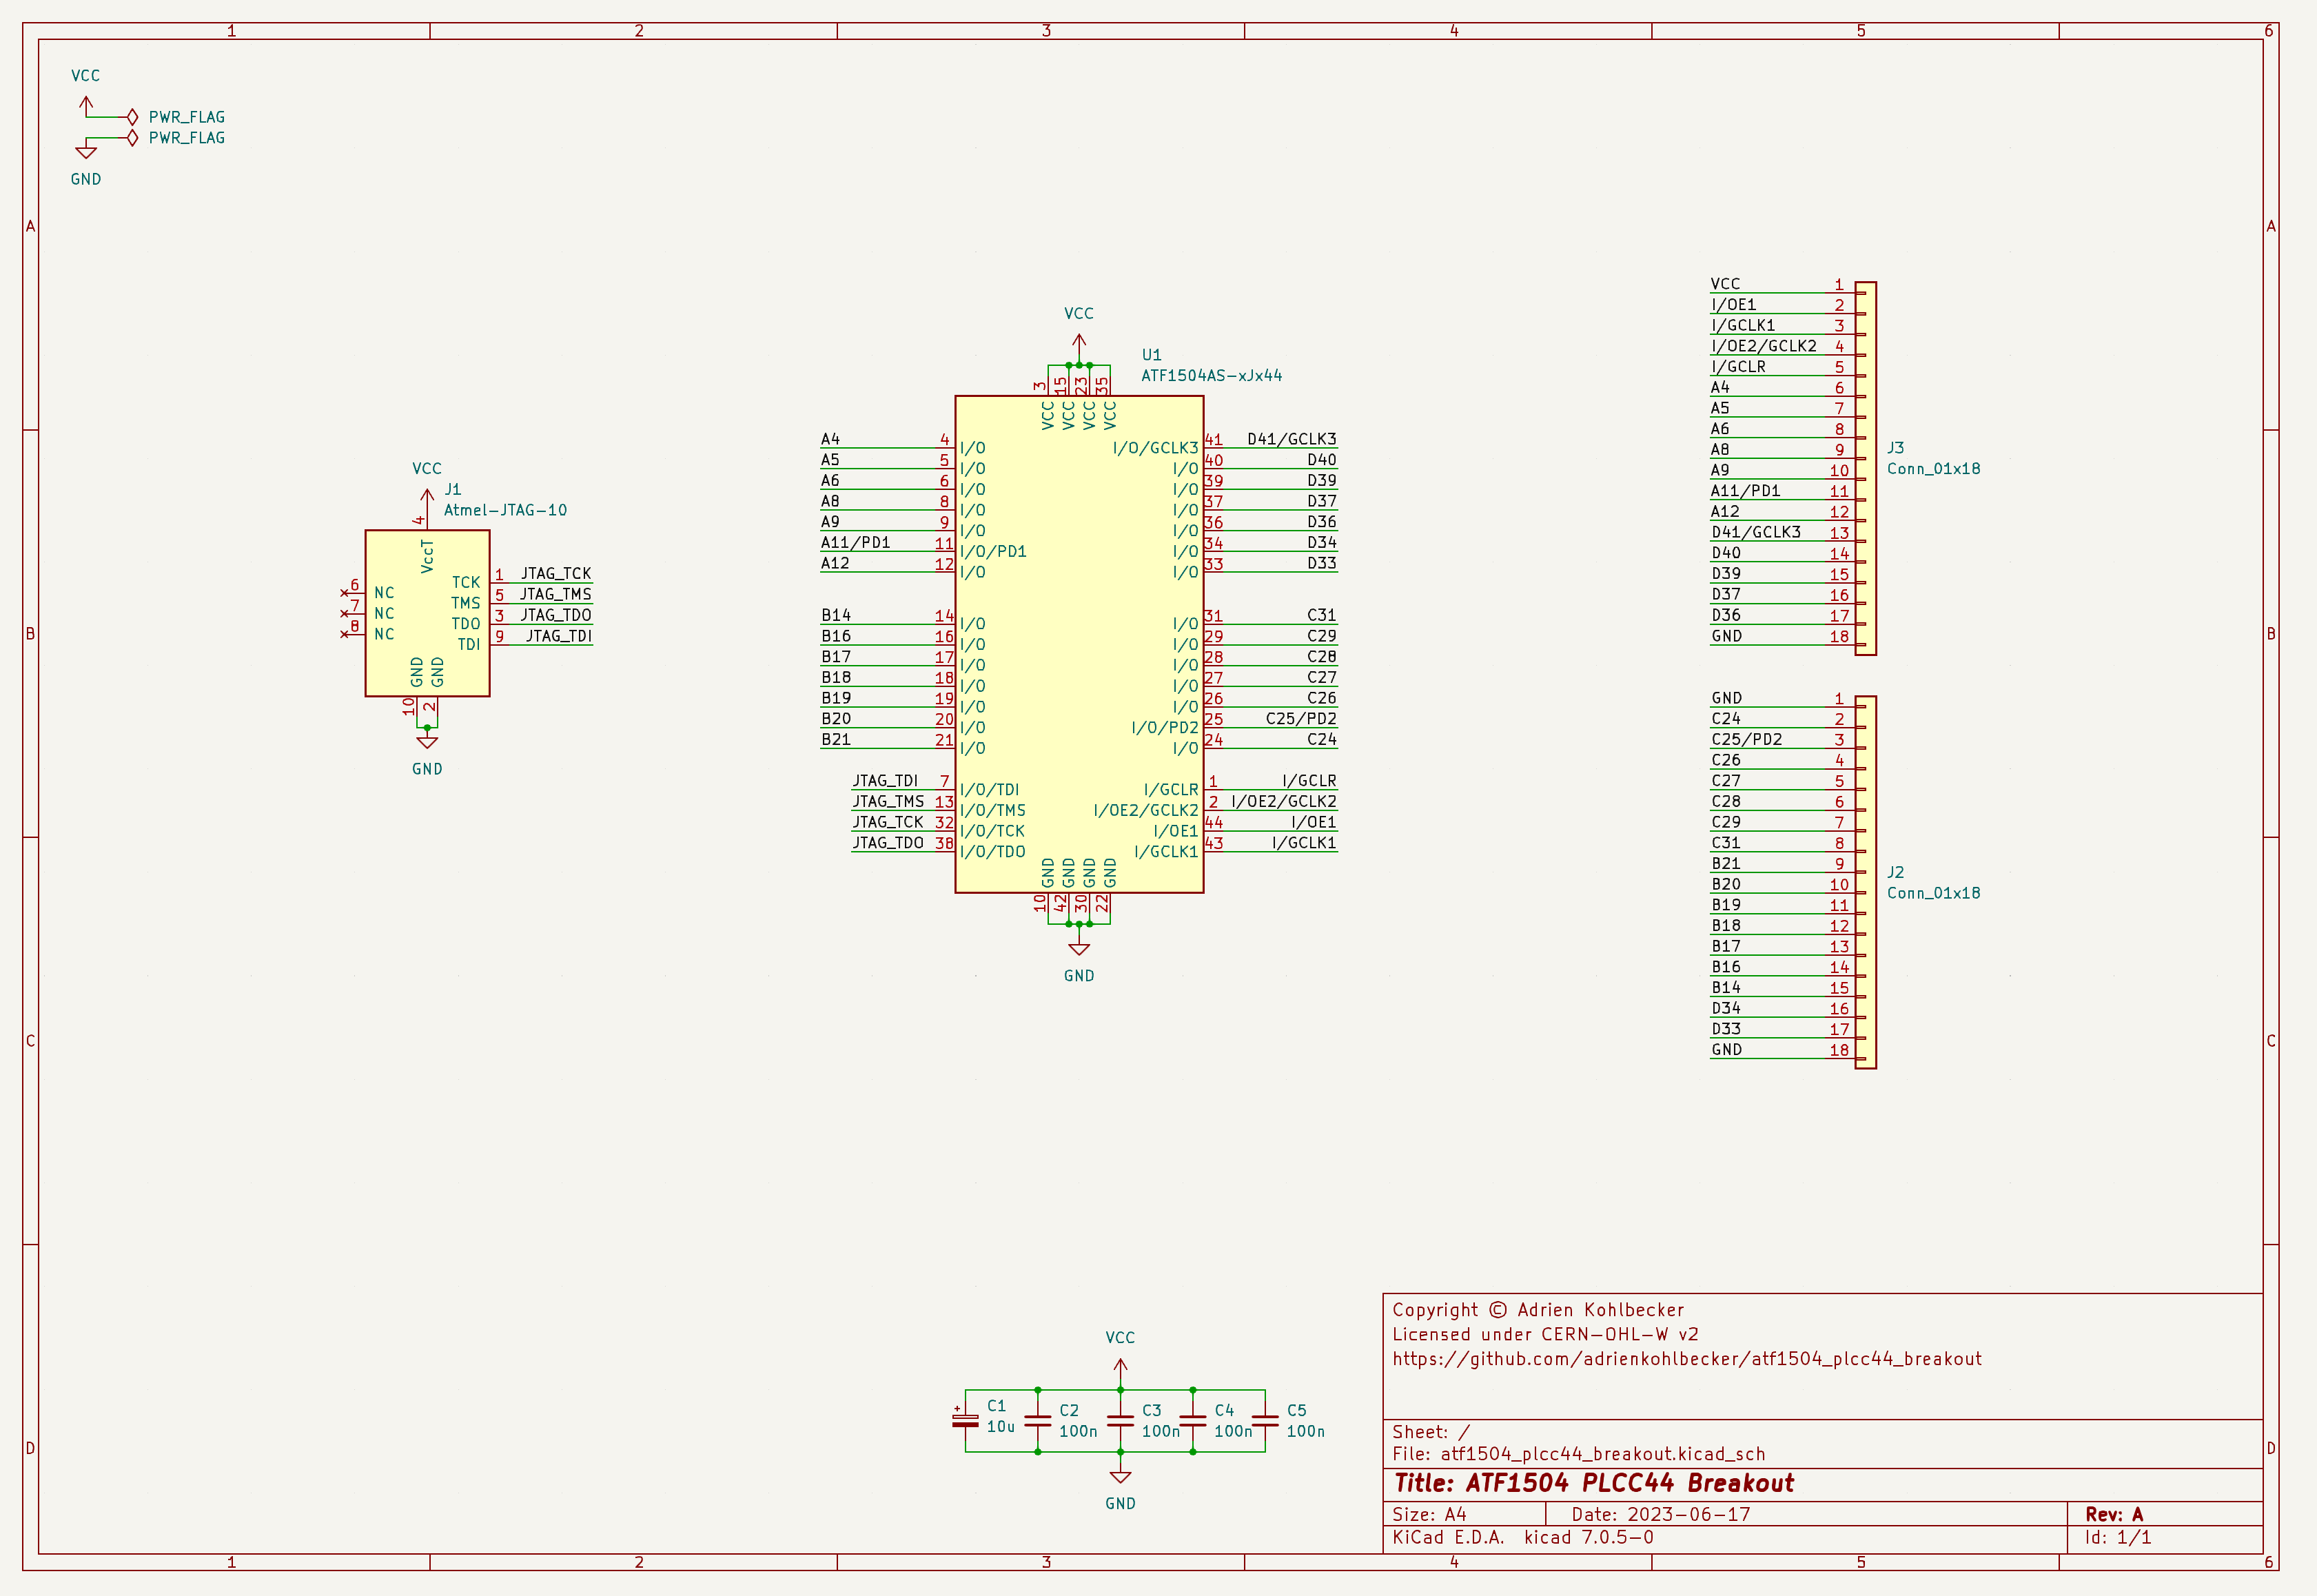 1 2 3 4 5 6
VCC
PWR_FLAG
PWR_FLAG
GND
A A
B B
C C
D D
VCC
J1
Atmel-JTAG-10
4
VccT
6 NC
7 NC
8 NC
TCK 1 JTAG_TCK
TMS 5 JTAG_TMS
TDO 3 JTAG_TDO
TDI 9 JTAG_TDI
GND GND
10 2
GND
VCC
U1
ATF1504AS-xJx44
3 15 23 35
VCC VCC VCC VCC
A4 4 I/O
A5 5 I/O
A6 6 I/O
A8 8 I/O
A9 9 I/O
A11/PD1 11 I/O/PD1
A12 12 I/O
B14 14 I/O
B16 16 I/O
B17 17 I/O
B18 18 I/O
B19 19 I/O
B20 20 I/O
B21 21 I/O
JTAG_TDI 7 I/O/TDI
JTAG_TMS 13 I/O/TMS
JTAG_TCK 32 I/O/TCK
JTAG_TDO 38 I/O/TDO
I/O/GCLK3 41 D41/GCLK3
I/O 40 D40
I/O 39 D39
I/O 37 D37
I/O 36 D36
I/O 34 D34
I/O 33 D33
I/O 31 C31
I/O 29 C29
I/O 28 C28
I/O 27 C27
I/O 26 C26
I/O/PD2 25 C25/PD2
I/O 24 C24
I/GCLR 1 I/GCLR
I/OE2/GCLK2 2 I/OE2/GCLK2
I/OE1 44 I/OE1
I/GCLK1 43 I/GCLK1
GND GND GND GND
10 42 30 22
GND
VCC 1
I/OE1 2
I/GCLK1 3
I/OE2/GCLK2 4
I/GCLR 5
A4 6
A5 7
A6 8
A8 9
A9 10
A11/PD1 11
A12 12
D41/GCLK3 13
D40 14
D39 15
D37 16
D36 17
GND 18
J3
Conn_01x18
GND 1
C24 2
C25/PD2 3
C26 4
C27 5
C28 6
C29 7
C31 8
B21 9
B20 10
B19 11
B18 12
B17 13
B16 14
B14 15
D34 16
D33 17
GND 18
J2
Conn_01x18
VCC
+
C1
10u
C2
100n
C3
100n
C4
100n
C5
100n
GND
Copyright © Adrien Kohlbecker
Licensed under CERN-OHL-W v2
https://github.com/adrienkohlbecker/atf1504_plcc44_breakout
Sheet: /
File: atf1504_plcc44_breakout.kicad_sch
Title: ATF1504 PLCC44 Breakout
Size: A4 Date: 2023-06-17 Rev: A
KiCad E.D.A. kicad 7.0.5-0 Id: 1/1
1 2 3 4 5 6